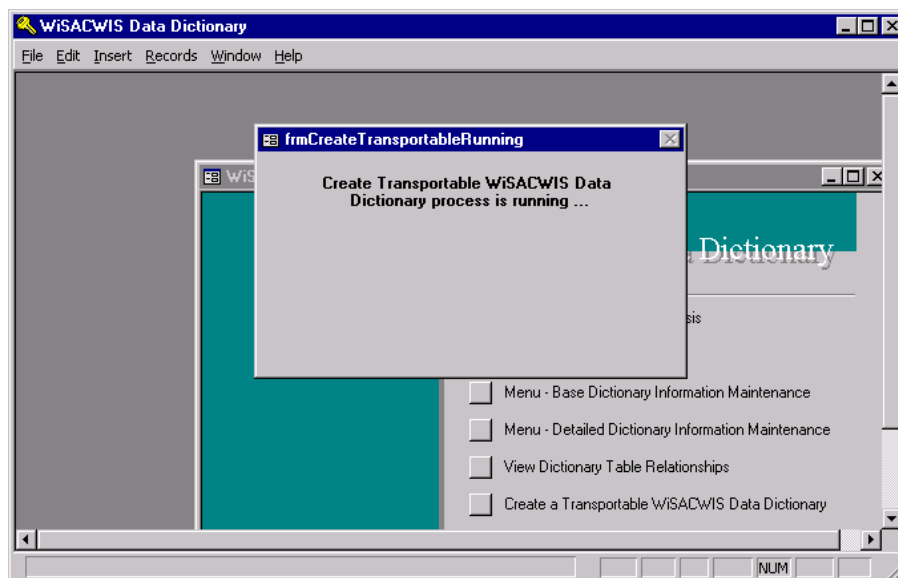 WiSACWIS Data Dictionary
File Edit Insert Records Window Help
frmCreateTransportableRunning
WiS
Create Transportable WiSACWIS Data
Dictionary process is running ...
Dictionary
sis
Menu - Base Dictionary Information Maintenance
Menu - Detailed Dictionary Information Maintenance
View Dictionary Table Relationships
Create a Transportable WiSACWIS Data Dictionary
NUM